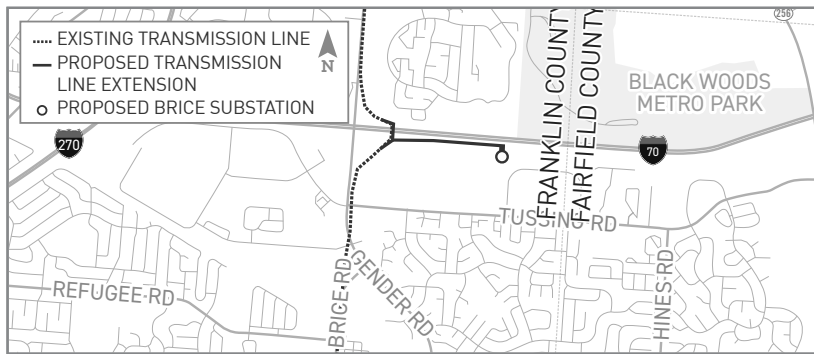 EXISTING TRANSMISSION LINE
PROPOSED TRANSMISSION
LINE EXTENSION
PROPOSED BRICE SUBSTATION
N
256
FRANKLIN COUNTY
FAIRFIELD COUNTY
BLACK WOODS
METRO PARK
270
70
TUSSING RD
BRICE RD
GENDER RD
REFUGEE RD
HINES RD